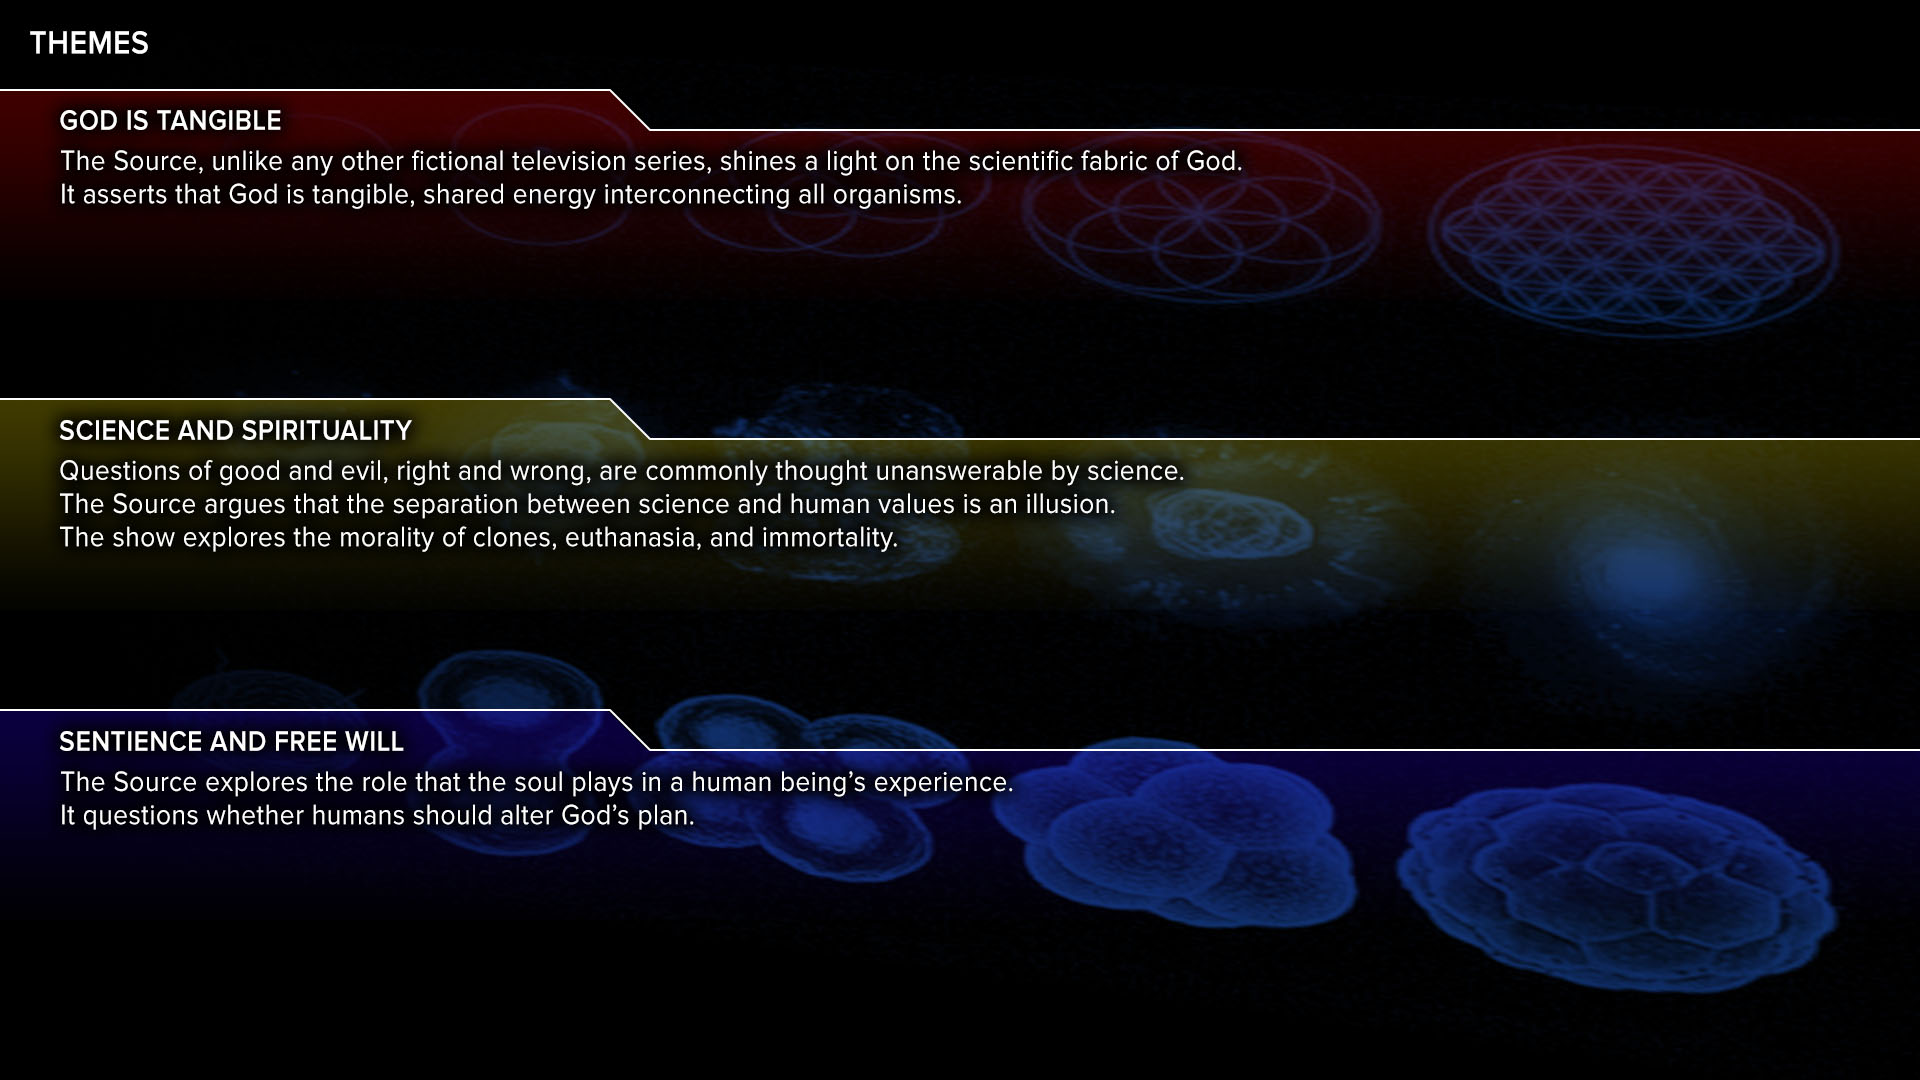 THEMES
GOD IS TANGIBLE
The Source, unlike any other fictional television series, shines a light on the scientific fabric of God.
It asserts that God is tangible, shared energy interconnecting all organisms.
SCIENCE AND SPIRITUALITY
Questions of good and evil, right and wrong, are commonly thought unanswerable by science.
The Source argues that the separation between science and human values is an illusion.
The show explores the morality of clones, euthanasia, and immortality.
SENTIENCE AND FREE WILL
The Source explores the role that the soul plays in a human being’s experience.
It questions whether humans should alter God’s plan.